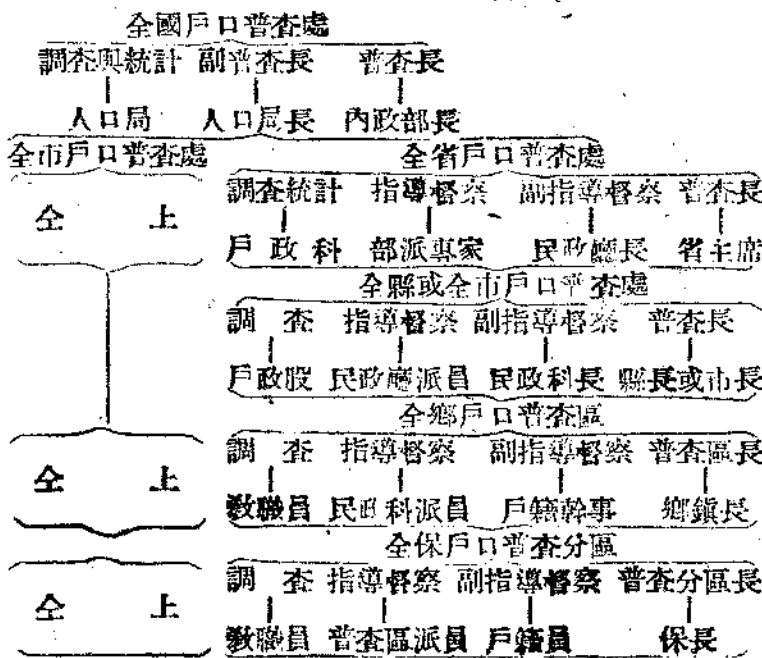 全國戶口普查處
調查與統計 副普查長 普查長
人口局 人口局長 內政部長
全市戶口普查處 全省戶口普查處
調查統計 指導督察 副指導督察 普查長
仝 上
戶政科 部派專家 民政廳長 省主席
全縣或全市戶口普查處
調查 指導督察 副指導督察 普查長
戶政股 民政廳派員 民政科長 縣長或市長
全鄉戶口普查區
調查 指導督察 副指導督察 普查區長
仝 上
教職員 民政科派員 戶籍幹事 鄉鎮長
全保戶口普查分區
調查 指導督察 副指導督察 普查分區長
仝 上
教職員 普查區派員 戶籍員 保長